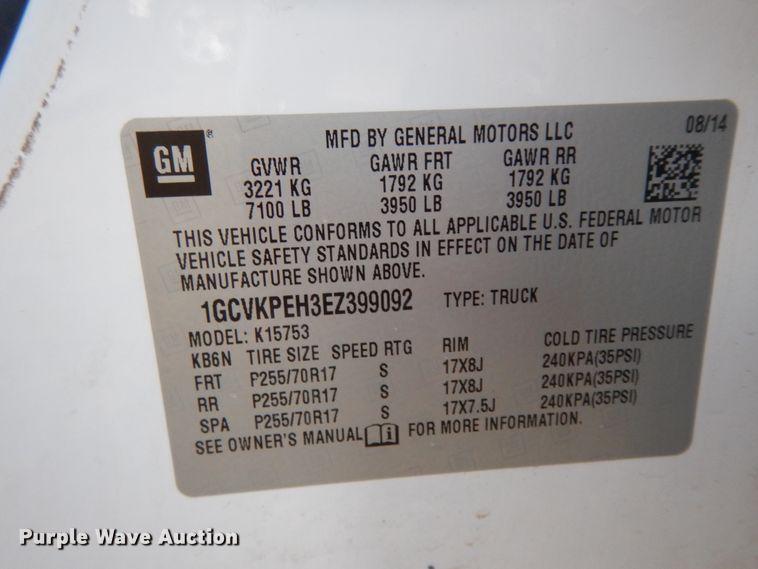 08/14
GM®
MFD BY GENERAL MOTORS LLC
GVWR GAWR FRT GAWR RR
3221 KG 1792 KG 1792 KG
7100 LB 3950 LB 3950 LB
THIS VEHICLE CONFORMS TO ALL APPLICABLE U.S. FEDERAL MOTOR
VEHICLE SAFETY STANDARDS IN EFFECT ON THE DATE OF
MANUFACTURE SHOWN ABOVE.
1GCVKPEH3EZ399092 TYPE: TRUCK
MODEL: K15753
KB6N TIRE SIZE SPEED RTG RIM COLD TIRE PRESSURE
FRT P255/70R17 S 17X8J 240KPA(35PSI)
RR P255/70R17 S 17X8J 240KPA(35PSI)
SPA P255/70R17 S 17X7.5J 240KPA(35PSI)
SEE OWNER'S MANUAL FOR MORE INFORMATION.
Purple Wave Auction